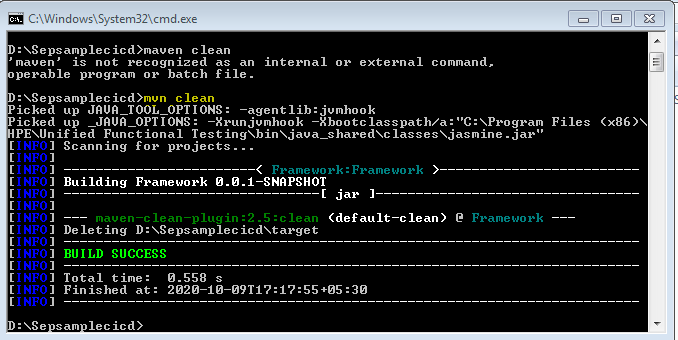 C:\Windows\System32\cmd.exe
D:\Sepsamplecicd>maven clean
'maven' is not recognized as an internal or external command,
operable program or batch file.
D:\Sepsamplecicd>mvn clean
Picked up JAVA_TOOL_OPTIONS: -agentlib:jvmhook
Picked up _JAVA_OPTIONS: -Xrunjvmhook -Xbootclasspath/a:"C:\Program Files (x86)\
HPE\Unified Functional Testing\bin\java_shared\classes\jasmine.jar"
[INFO] Scanning for projects...
[INFO]
[INFO] -----------------------< Framework:Framework >------------------------
[INFO] Building Framework 0.0.1-SNAPSHOT
[INFO] --------------------------------[ jar ]---------------------------------
[INFO]
[INFO] --- maven-clean-plugin:2.5:clean (default-clean) @ Framework ---
[INFO] Deleting D:\Sepsamplecicd\target
[INFO] ------------------------------------------------------------------------
[INFO] BUILD SUCCESS
[INFO] ------------------------------------------------------------------------
[INFO] Total time:  0.558 s
[INFO] Finished at: 2020-10-09T17:17:55+05:30
[INFO] ------------------------------------------------------------------------
D:\Sepsamplecicd>